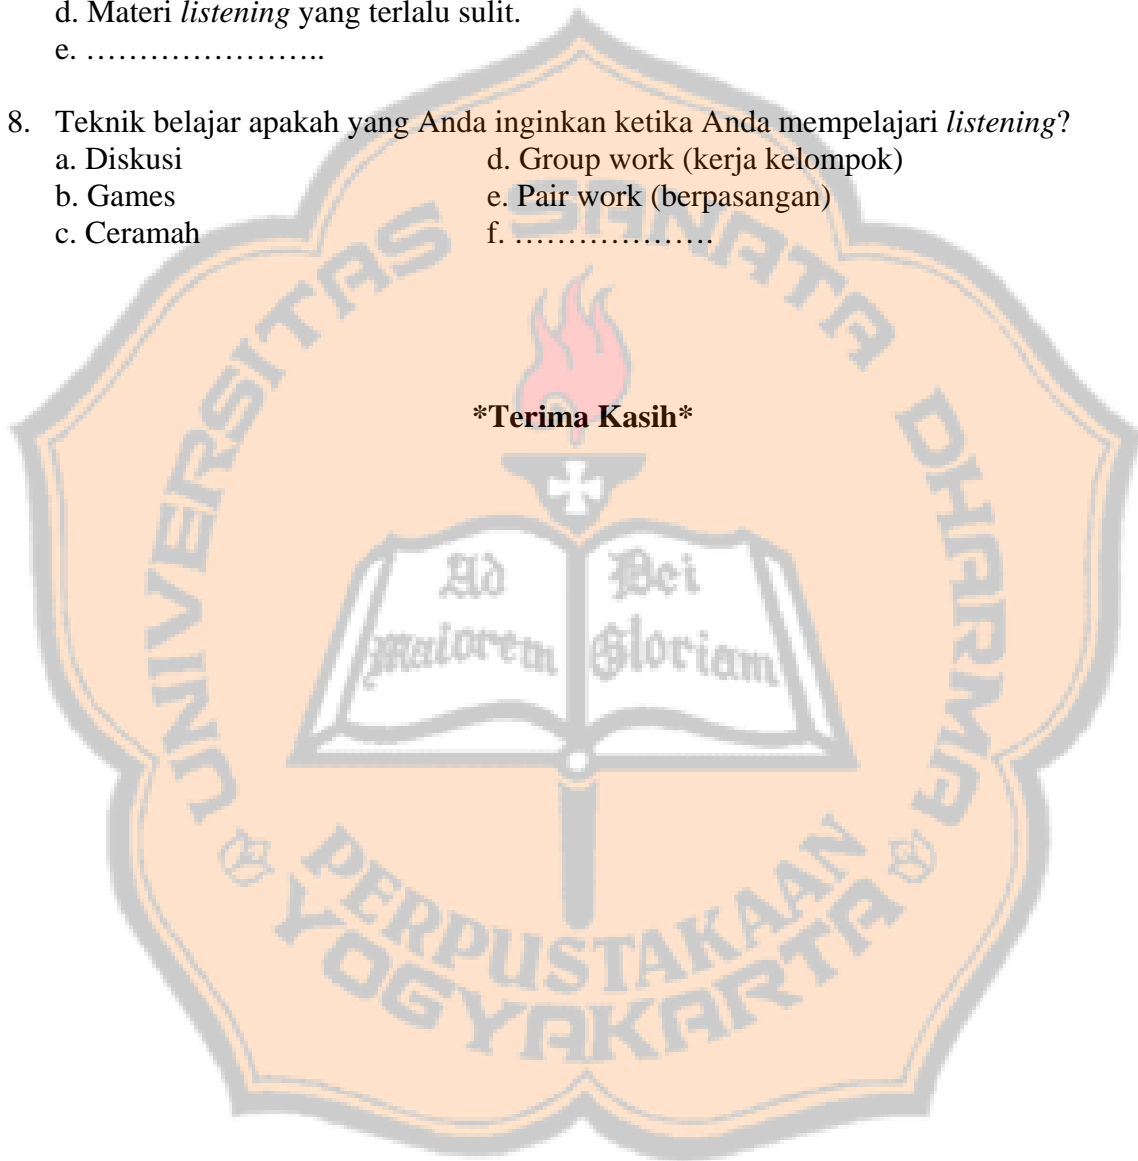 d. Materi listening yang terlalu sulit.
e. …………………..
8. Teknik belajar apakah yang Anda inginkan ketika Anda mempelajari listening?
a. Diskusi d. Group work (kerja kelompok)
b. Games e. Pair work (berpasangan)
c. Ceramah f. ……………….
*Terima Kasih*
UNIVERSITAS SANATA DHARMA
Ad Dei
maiorem Gloriam
PERPUSTAKAAN
YOGYAKARTA